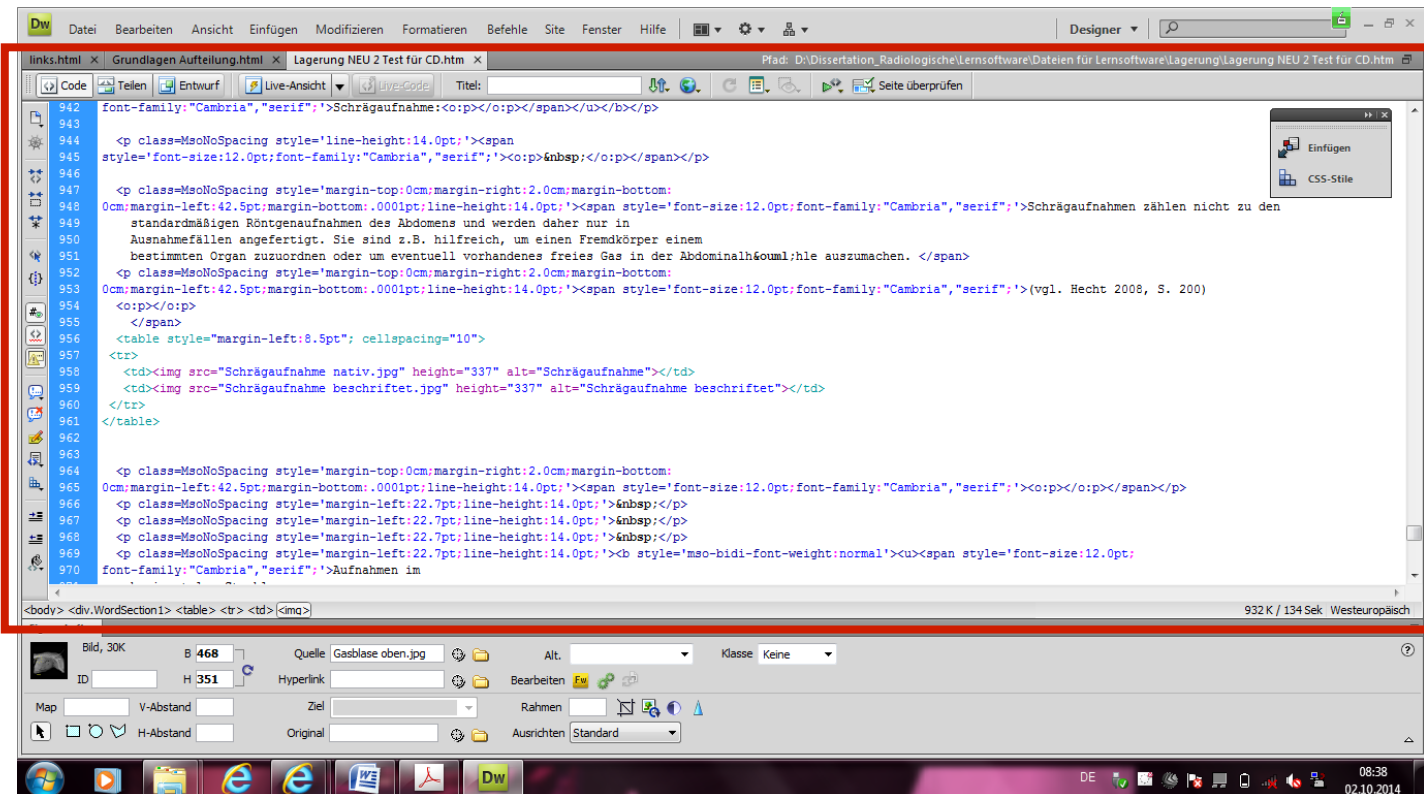 Dw Datei Bearbeiten Ansicht Einfügen Modifizieren Formatieren Befehle Site Fenster Hilfe Designer
links.html × Grundlagen Aufteilung.html × Lagerung NEU 2 Test für CD.htm × Pfad: D:\Dissertation_Radiologische\Lernsoftware\Dateien für Lernsoftware\Lagerung\Lagerung NEU 2 Test für CD.htm
Code Teilen Entwurf Live-Ansicht Live-Code Titel: Seite überprüfen
942 font-family:"Cambria","serif";'>Schrägaufnahme:<o:p></o:p></span></u></b></p>
943
944 <p class=MsoNoSpacing style='line-height:14.0pt;'><span
945 style='font-size:12.0pt;font-family:"Cambria","serif";'><o:p>&nbsp;</o:p></span></p>
946
947 <p class=MsoNoSpacing style='margin-top:0cm;margin-right:2.0cm;margin-bottom:
948 0cm;margin-left:42.5pt;margin-bottom:.0001pt;line-height:14.0pt;'><span style='font-size:12.0pt;font-family:"Cambria","serif";'>Schrägaufnahmen zählen nicht zu den
949 standardmäßigen Röntgenaufnahmen des Abdomens und werden daher nur in
950 Ausnahmefällen angefertigt. Sie sind z.B. hilfreich, um einen Fremdkörper einem
951 bestimmten Organ zuzuordnen oder um eventuell vorhandenes freies Gas in der Abdominalh&ouml;hle auszumachen. </span>
952 <p class=MsoNoSpacing style='margin-top:0cm;margin-right:2.0cm;margin-bottom:
953 0cm;margin-left:42.5pt;margin-bottom:.0001pt;line-height:14.0pt;'><span style='font-size:12.0pt;font-family:"Cambria","serif";'>(vgl. Hecht 2008, S. 200)
954 <o:p></o:p>
955 </span>
956 <table style="margin-left:8.5pt"; cellspacing="10">
957 <tr>
958 <td><img src="Schrägaufnahme nativ.jpg" height="337" alt="Schrägaufnahme"></td>
959 <td><img src="Schrägaufnahme beschriftet.jpg" height="337" alt="Schrägaufnahme beschriftet"></td>
960 </tr>
961 </table>
962
963
964 <p class=MsoNoSpacing style='margin-top:0cm;margin-right:2.0cm;margin-bottom:
965 0cm;margin-left:42.5pt;margin-bottom:.0001pt;line-height:14.0pt;'><span style='font-size:12.0pt;font-family:"Cambria","serif";'><o:p></o:p></span></p>
966 <p class=MsoNoSpacing style='margin-left:22.7pt;line-height:14.0pt;'>&nbsp;</p>
967 <p class=MsoNoSpacing style='margin-left:22.7pt;line-height:14.0pt;'>&nbsp;</p>
968 <p class=MsoNoSpacing style='margin-left:22.7pt;line-height:14.0pt;'>&nbsp;</p>
969 <p class=MsoNoSpacing style='margin-left:22.7pt;line-height:14.0pt;'><b style='mso-bidi-font-weight:normal'><u><span style='font-size:12.0pt;
970 font-family:"Cambria","serif";'>Aufnahmen im
Einfügen
CSS-Stile
<body> <div.WordSection1> <table> <tr> <td> <img> 932 K / 134 Sek Westeuropäisch
Bild, 30K B 468 Quelle Gasblase oben.jpg Alt. Klasse Keine
ID H 351 Hyperlink Bearbeiten Fw
Map V-Abstand Ziel Rahmen
H-Abstand Original Ausrichten Standard
W Dw DE 08:38
02.10.2014